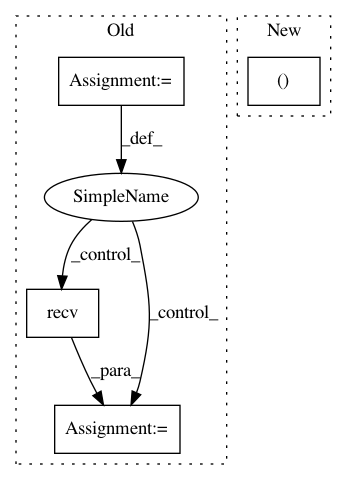 Old
New
Assignment:=
()
_def_
SimpleName
_control_
_control_
recv
_para_
Assignment:=